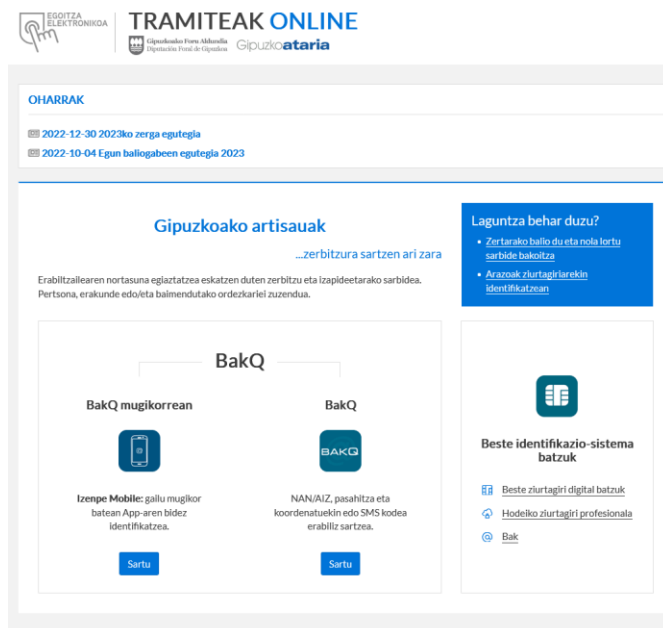 EGOITZA
ELEKTRONIKOA
TRAMITEAK ONLINE
Gipuzkoako Foru Aldundia
Diputación Foral de Gipuzkoa
Gipuzkoataria
OHARRAK
2022-12-30 2023ko zerga egutegia
2022-10-04 Egun baliogabeen egutegia 2023
Gipuzkoako artisauak
...zerbitzura sartzen ari zara
Erabiltzailearen nortasuna egiaztatzea eskatzen duten zerbitzu eta izapideetarako sarbidea.
Pertsona, erakunde edo/eta baimendutako ordezkariei zuzendua.
Laguntza behar duzu?
• Zertarako balio du eta nola lortu
sarbide bakoitza
• Arazoak ziurtagiriarekin
identifikatzean
BakQ
BakQ mugikorrean
Izenpe Mobile: gailu mugikor
batean App-aren bidez
identifikatzea.
Sartu
BakQ
BAKQ
NAN/AIZ, pasahitza eta
koordenatuekin edo SMS kodea
erabiliz sartzea.
Sartu
Beste identifikazio-sistema
batzuk
Beste ziurtagiri digital batzuk
Hodeiko ziurtagiri profesionala
Bak